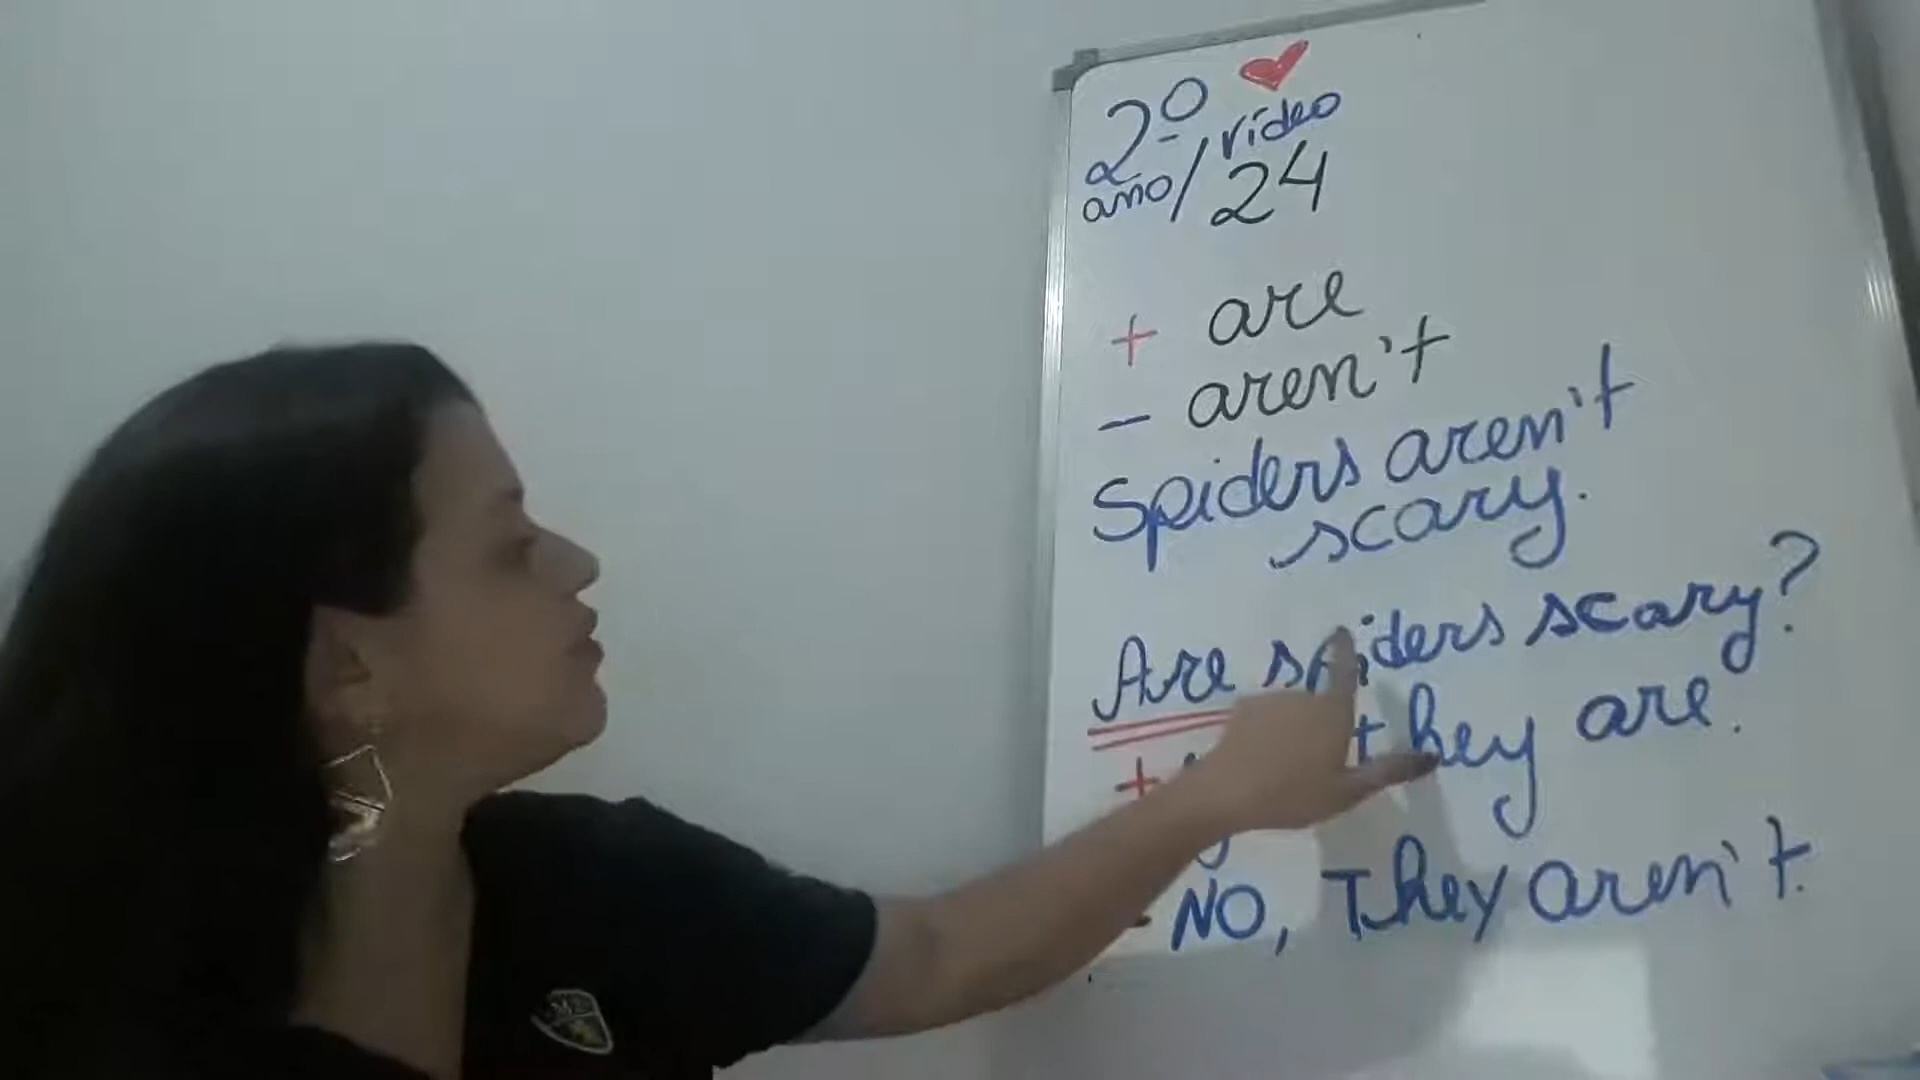 2º
ano/ vídeo
24
+ are
- aren't
Spiders aren't
scary.
Are spiders scary?
+ they are.
- NO, They aren't.